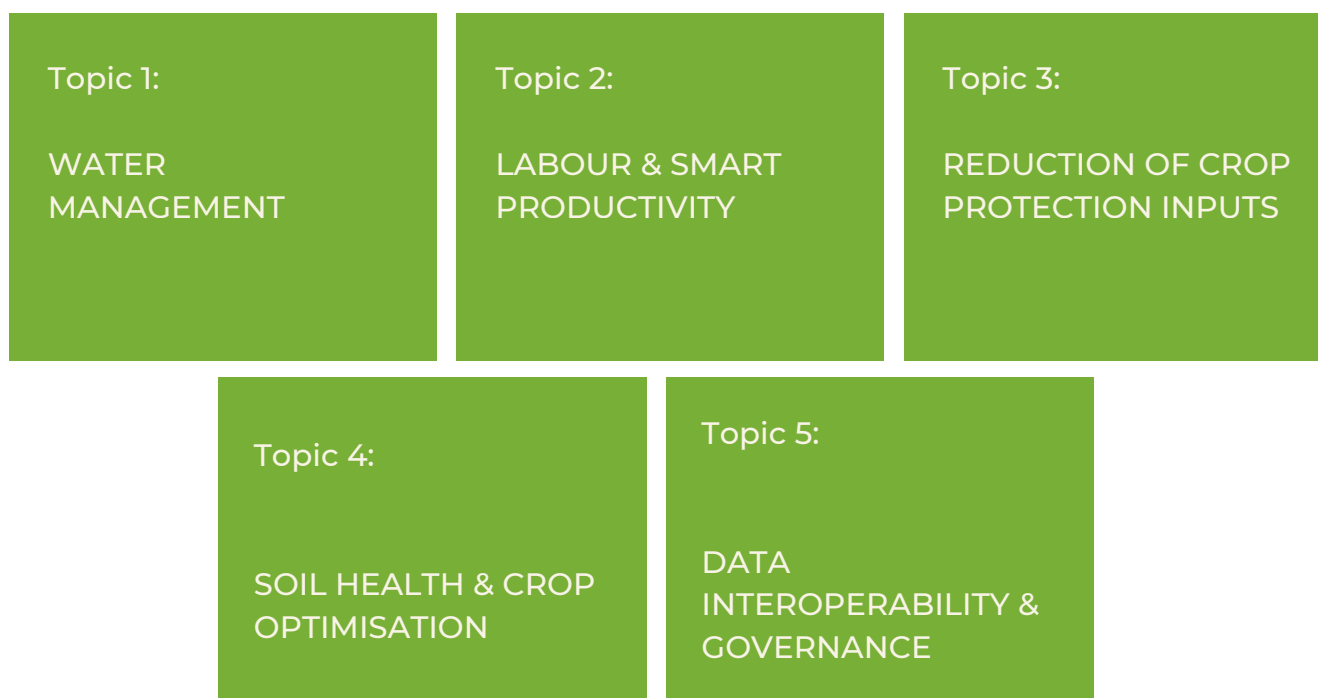 Topic 1:
WATER
MANAGEMENT
Topic 2:
LABOUR & SMART
PRODUCTIVITY
Topic 3:
REDUCTION OF CROP
PROTECTION INPUTS
Topic 4:
SOIL HEALTH & CROP
OPTIMISATION
Topic 5:
DATA
INTEROPERABILITY &
GOVERNANCE